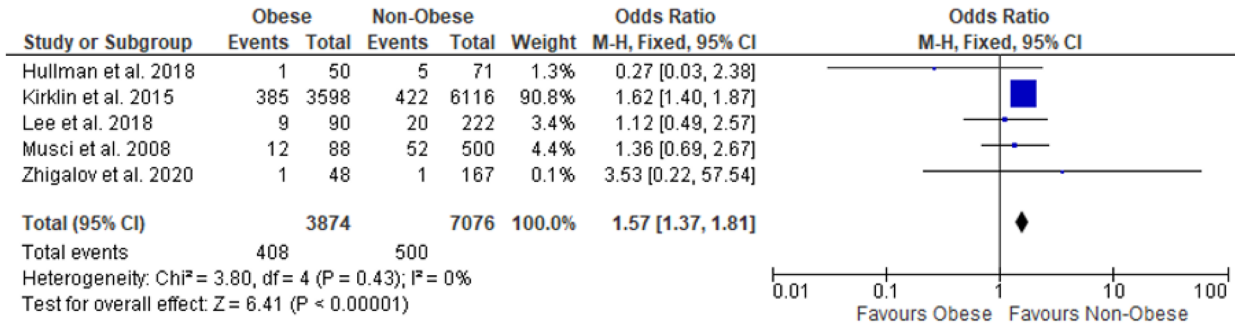 Obese Non-Obese Odds Ratio Odds Ratio
Study or Subgroup Events Total Events Total Weight M-H, Fixed, 95% CI M-H, Fixed, 95% CI
Hullman et al. 2018 1 50 5 71 1.3% 0.27 [0.03, 2.38]
Kirklin et al. 2015 385 3598 422 6116 90.8% 1.62 [1.40, 1.87]
Lee et al. 2018 9 90 20 222 3.4% 1.12 [0.49, 2.57]
Musci et al. 2008 12 88 52 500 4.4% 1.36 [0.69, 2.67]
Zhigalov et al. 2020 1 48 1 167 0.1% 3.53 [0.22, 57.54]
Total (95% CI) 3874 7076 100.0% 1.57 [1.37, 1.81]
Total events 408 500
Heterogeneity: Chi² = 3.80, df = 4 (P = 0.43); I² = 0%
Test for overall effect: Z = 6.41 (P < 0.00001)
0.01 0.1 1 10 100
Favours Obese Favours Non-Obese